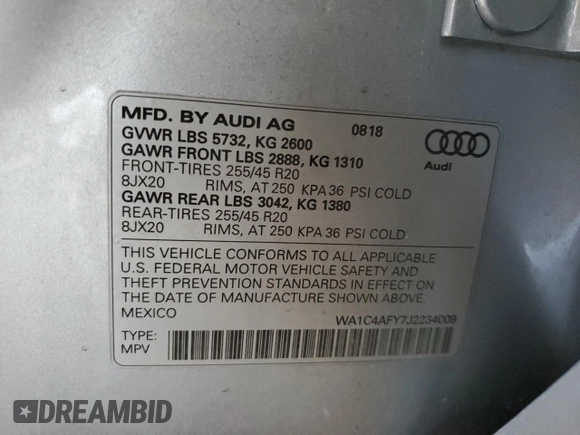 MFD. BY AUDI AG 0818
GVWR LBS 5732, KG 2600
GAWR FRONT LBS 2888, KG 1310
FRONT-TIRES 255/45 R20
8JX20 RIMS, AT 250 KPA 36 PSI COLD
GAWR REAR LBS 3042, KG 1380
REAR-TIRES 255/45 R20
8JX20 RIMS, AT 250 KPA 36 PSI COLD
Audi
THIS VEHICLE CONFORMS TO ALL APPLICABLE
U.S. FEDERAL MOTOR VEHICLE SAFETY AND
THEFT PREVENTION STANDARDS IN EFFECT ON
THE DATE OF MANUFACTURE SHOWN ABOVE.
MEXICO
WA1C4AFY7J2234009
TYPE:
MPV
DREAMBID